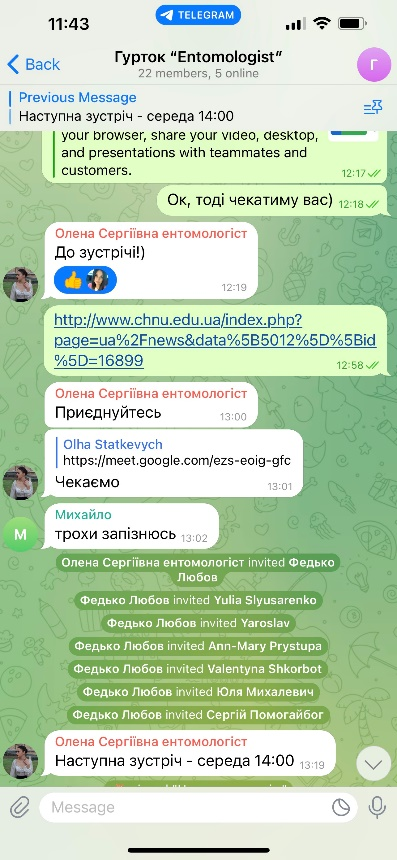 11:43
TELEGRAM
Back
Гурток “Entomologist”
22 members, 5 online
Г
Previous Message
Наступна зустріч - середа 14:00
your browser, share your video, desktop,
and presentations with teammates and
customers.
12:17
Ок, тоді чекатиму вас) 12:18
Олена Сергіївна ентомологіст
До зустрічі!)
👍
12:19
http://www.chnu.edu.ua/index.php?
page=ua%2Fnews&data%5B5012%5D%5Bid
%5D=16899
12:58
Олена Сергіївна ентомологіст
Приєднуйтесь 13:00
Olha Statkevych
https://meet.google.com/ezs-eoig-gfc
Чекаємо 13:01
Михайло
М
трохи запізнюсь 13:02
Олена Сергіївна ентомологіст invited Федько
Любов
Федько Любов invited Yulia Slyusarenko
Федько Любов invited Yaroslav
Федько Любов invited Ann-Mary Prystupa
Федько Любов invited Valentyna Shkorbot
Федько Любов invited Юля Михалевич
Федько Любов invited Сергій Помогайбог
Олена Сергіївна ентомологіст
Наступна зустріч - середа 14:00 13:19
Message